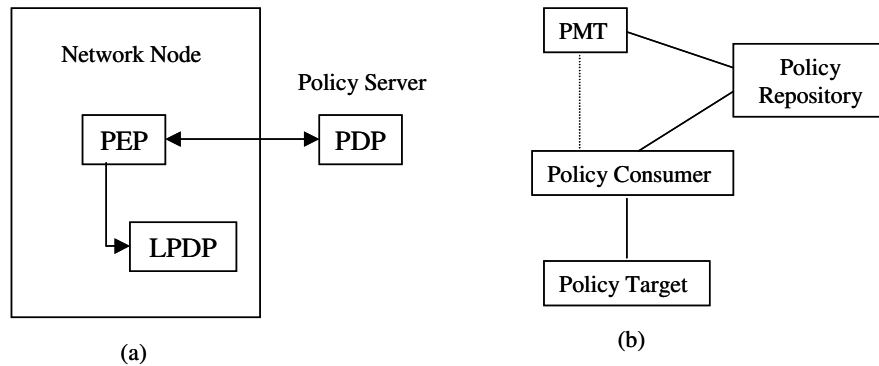 Network Node
Policy Server
PEP
PDP
LPDP
(a)
PMT
Policy
Repository
Policy Consumer
Policy Target
(b)